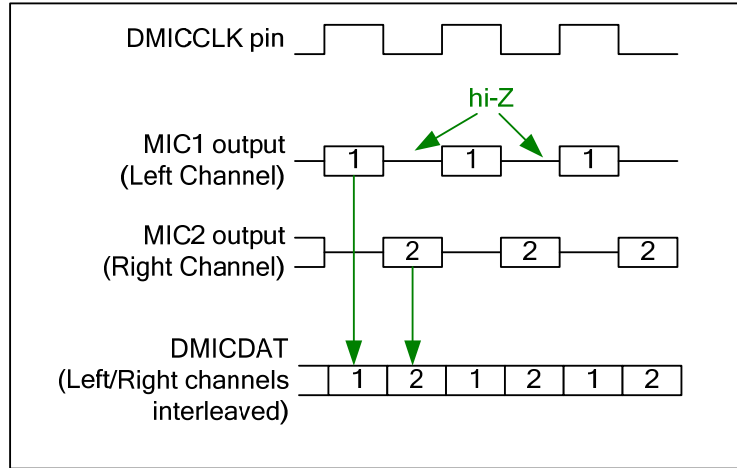 DMICCLK pin
hi-Z
MIC1 output
(Left Channel)
1 1 1
MIC2 output
(Right Channel)
2 2 2
DMICDAT
(Left/Right channels
interleaved)
1 2 1 2 1 2